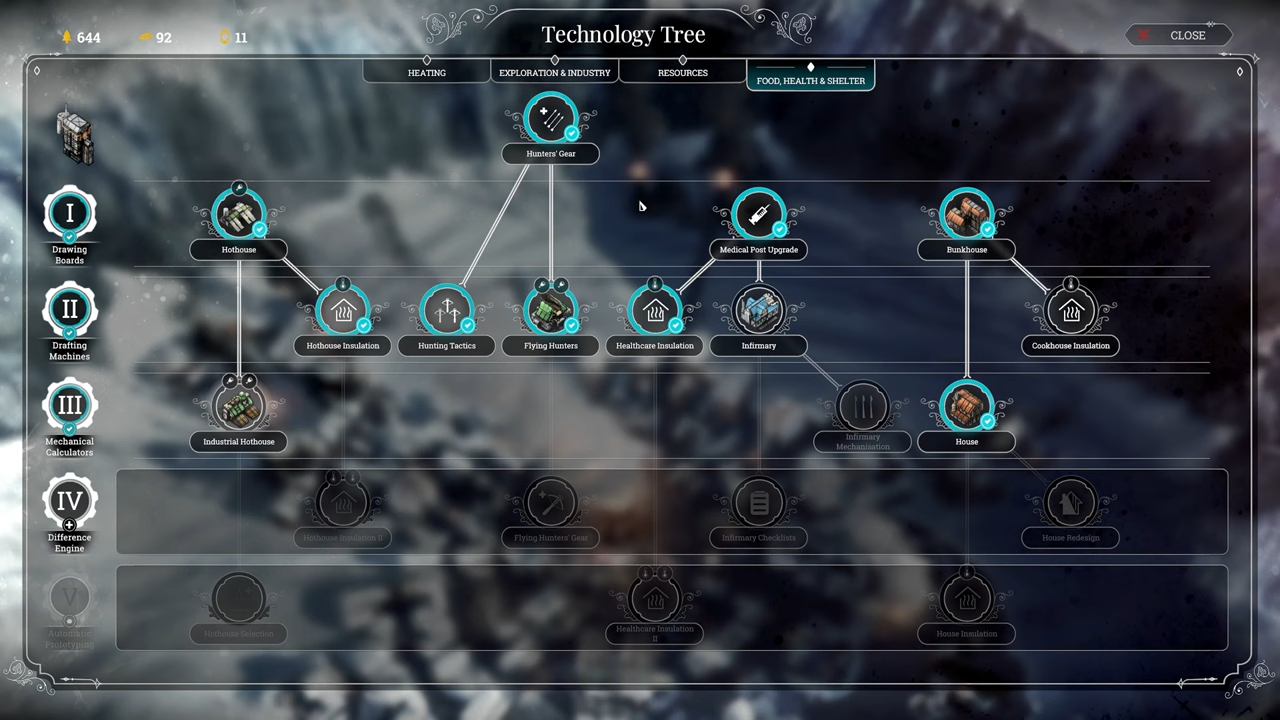 644 92 11
Technology Tree
CLOSE
HEATING
EXPLORATION & INDUSTRY
RESOURCES
FOOD, HEALTH & SHELTER
Hunters' Gear
I
Drawing
Boards
Hothouse
Medical Post Upgrade
Bunkhouse
II
Drafting
Machines
Hothouse Insulation
Hunting Tactics
Flying Hunters
Healthcare Insulation
Infirmary
Cookhouse Insulation
III
Mechanical
Calculators
Industrial Hothouse
Infirmary
Mechanisation
House
IV
Difference
Engine
Hothouse Insulation II
Flying Hunters' Gear
Infirmary Checklists
House Redesign
V
Automatic
Prototyping
Hothouse Selection
Healthcare Insulation
II
House Insulation